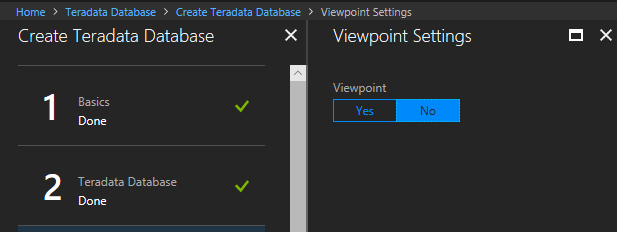 Home > Teradata Database > Create Teradata Database > Viewpoint Settings
Create Teradata Database
1
Basics
Done
2
Teradata Database
Done
Viewpoint Settings
Viewpoint
Yes No